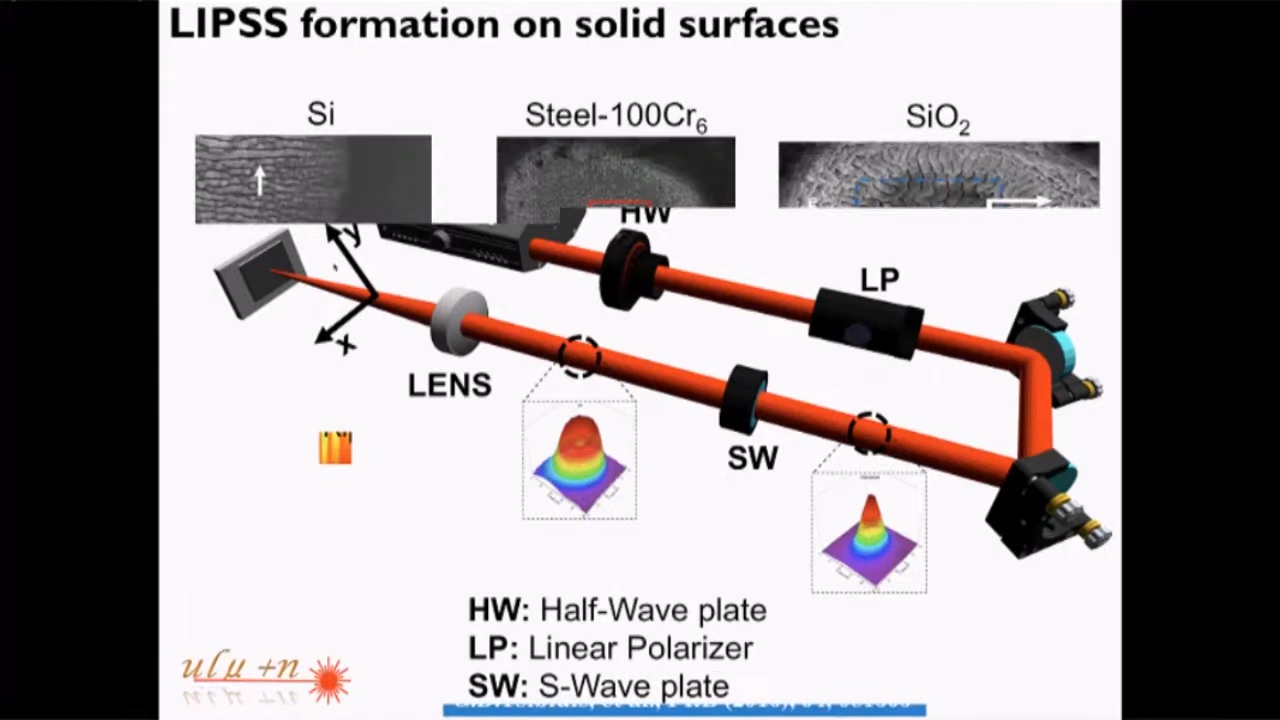 LIPSS formation on solid surfaces
Si
Steel-100Cr6
SiO2
HW
y
x
LP
LENS
SW
HW: Half-Wave plate
LP: Linear Polarizer
SW: S-Wave plate